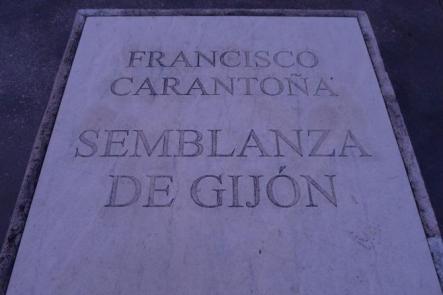 FRANCISCO
CARANTOÑA
SEMBLANZA
DE GIJÓN